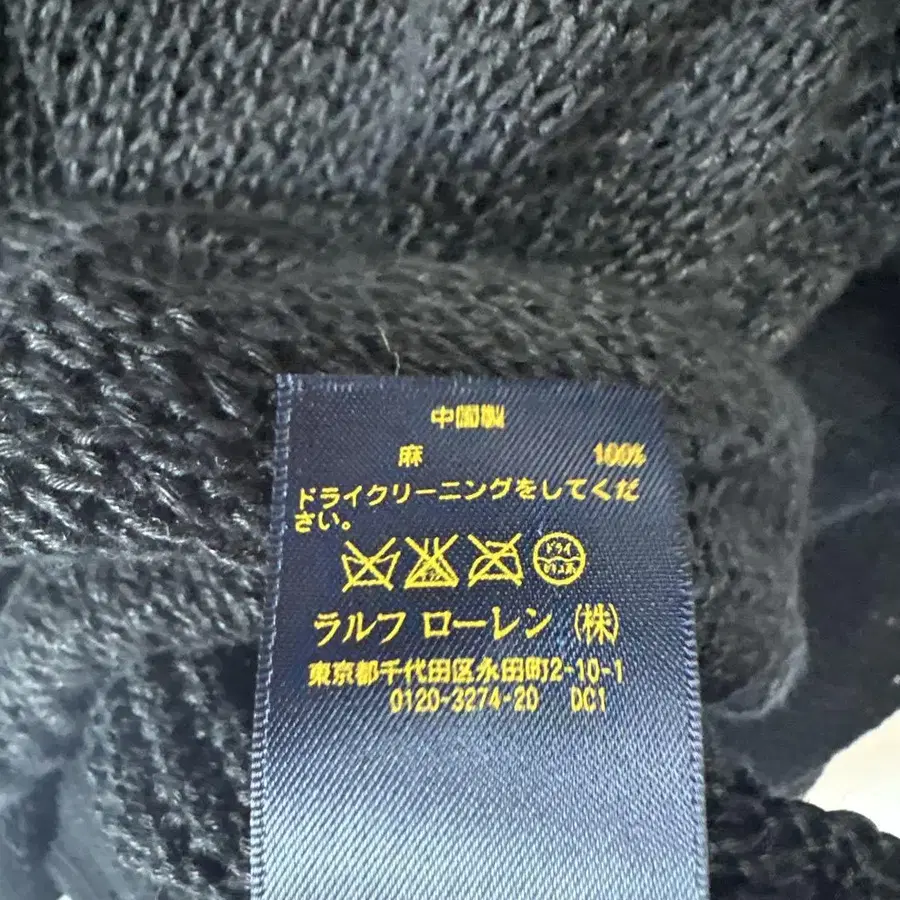 中国製
麻 100%
ドライクリーニングをしてくだ
さい。
ドライ
ラルフ ローレン (株)
東京都千代田区永田町2-10-1
0120-3274-20 DC1